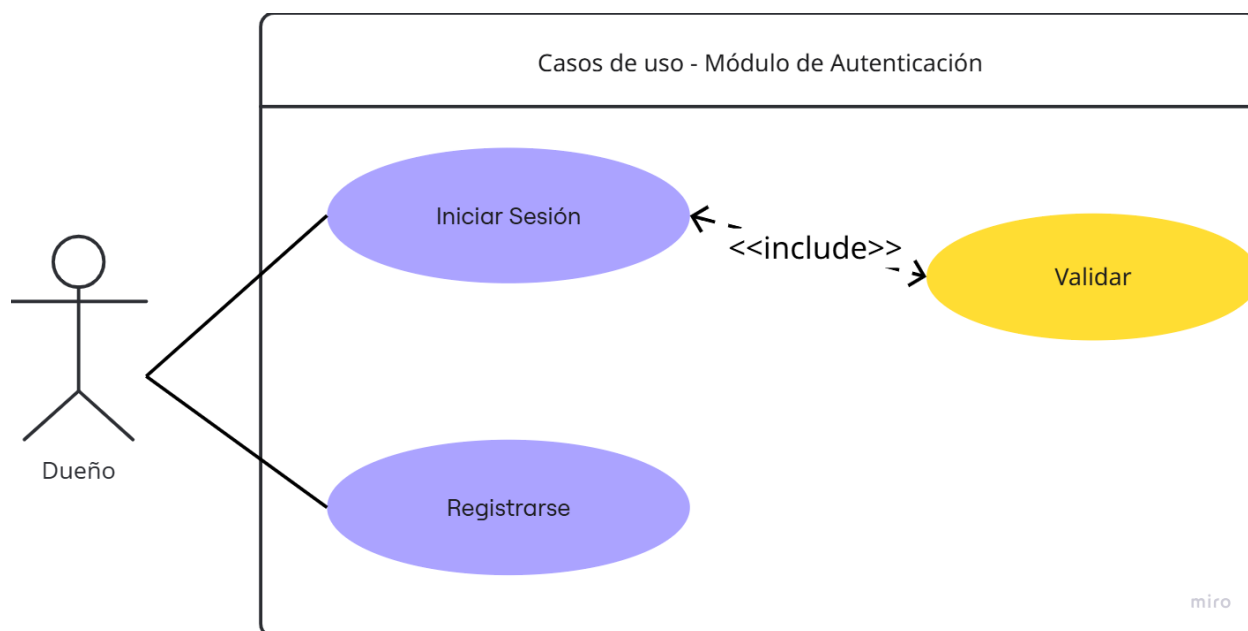 Casos de uso - Módulo de Autenticación
Iniciar Sesión
<<include>>
Validar
Dueño
Registrarse
miro